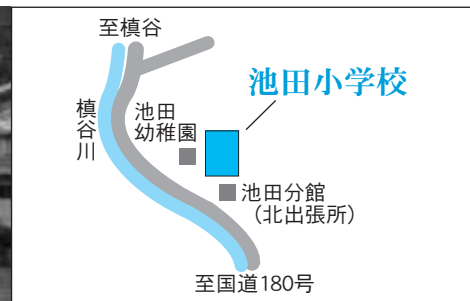 至槙谷
池田小学校
槙谷川
池田
幼稚園
池田分館
（北出張所）
至国道180号